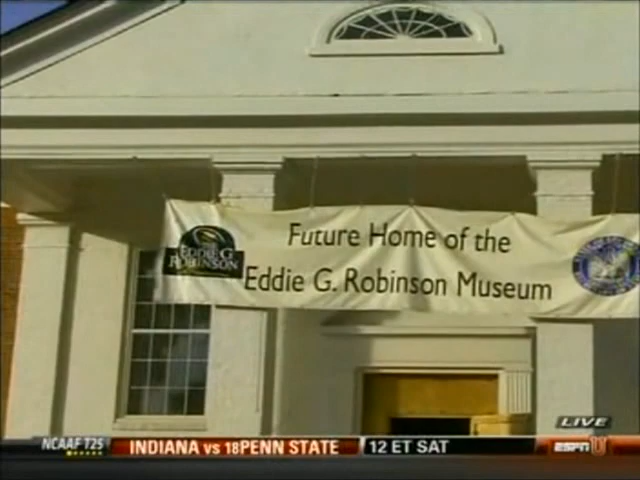 Future Home of the
EDDIE G.
ROBINSON
Eddie G. Robinson Museum
LIVE
NCAAF T25
INDIANA vs 18PENN STATE
12 ET SAT
ESPNU